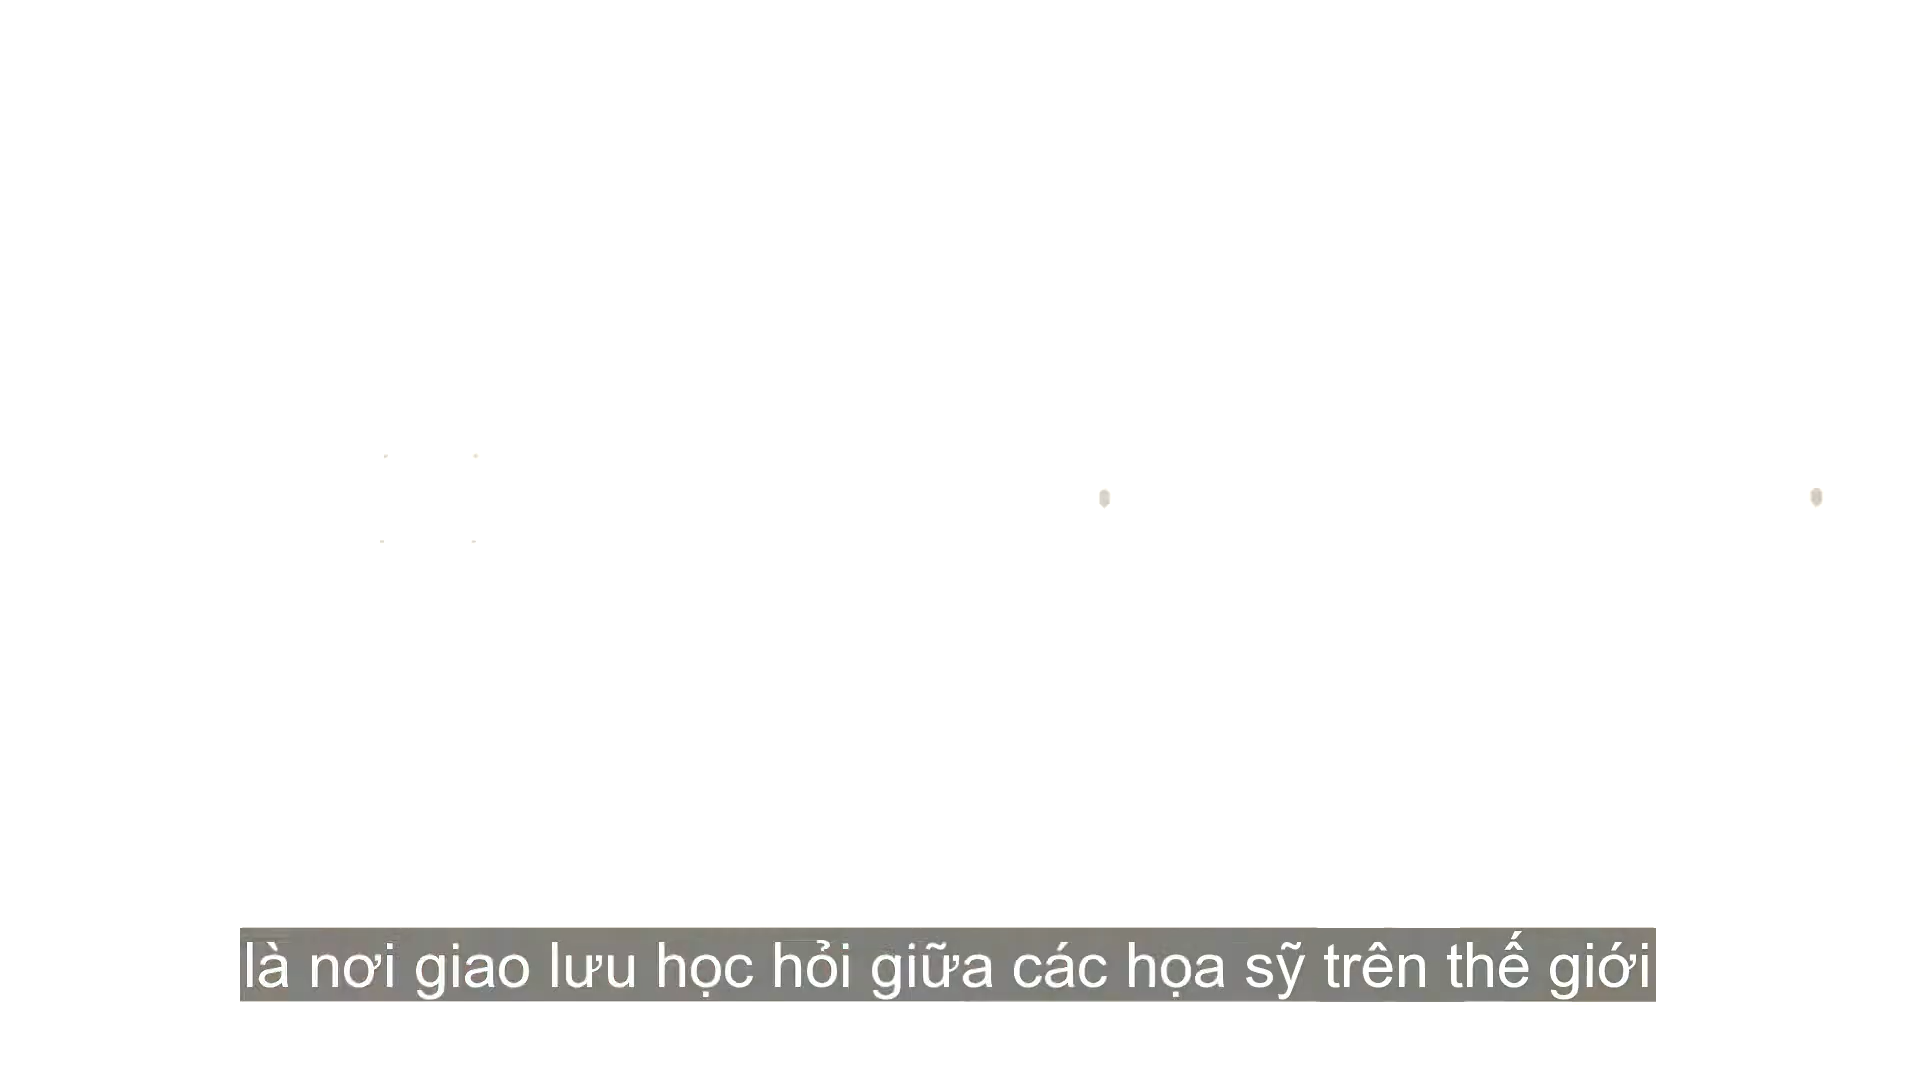 là nơi giao lưu học hỏi giữa các họa sỹ trên thế giới